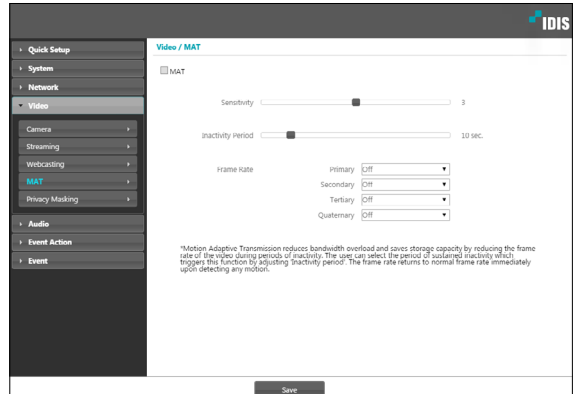 IDIS
Quick Setup
System
Network
Video
Camera
Streaming
Webcasting
MAT
Privacy Masking
Audio
Event Action
Event
Video / MAT
MAT
Sensitivity 3
Inactivity Period 10 sec.
Frame Rate Primary Off
Secondary Off
Tertiary Off
Quaternary Off
*Motion Adaptive Transmission reduces bandwidth overload and saves storage capacity by reducing the frame
rate of the video during periods of inactivity. The user can select the period of sustained inactivity which
triggers this function by adjusting 'Inactivity period'. The frame rate returns to normal frame rate immediately
upon detecting any motion.
Save